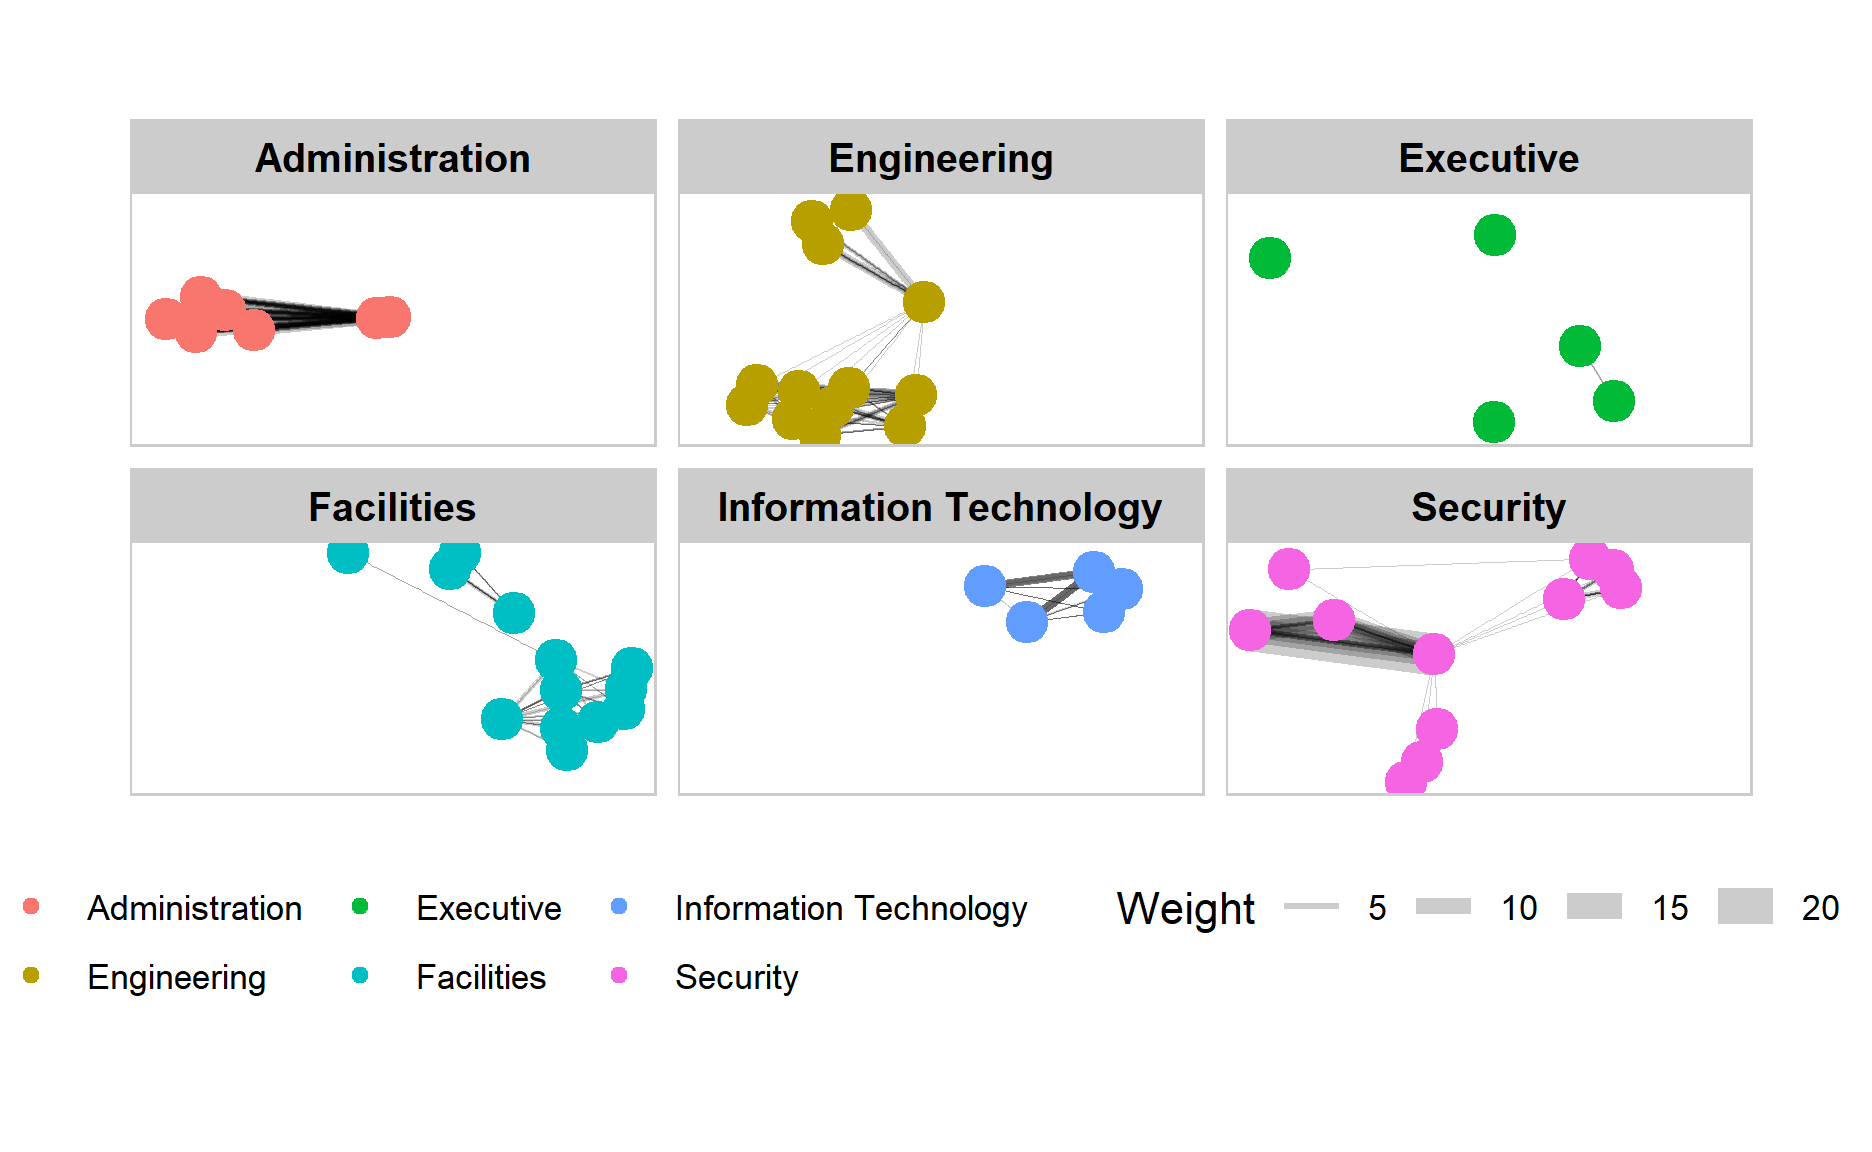 Administration
Engineering
Executive
Facilities
Information Technology
Security
Administration Executive Information Technology Weight 5 10 15 20
Engineering Facilities Security